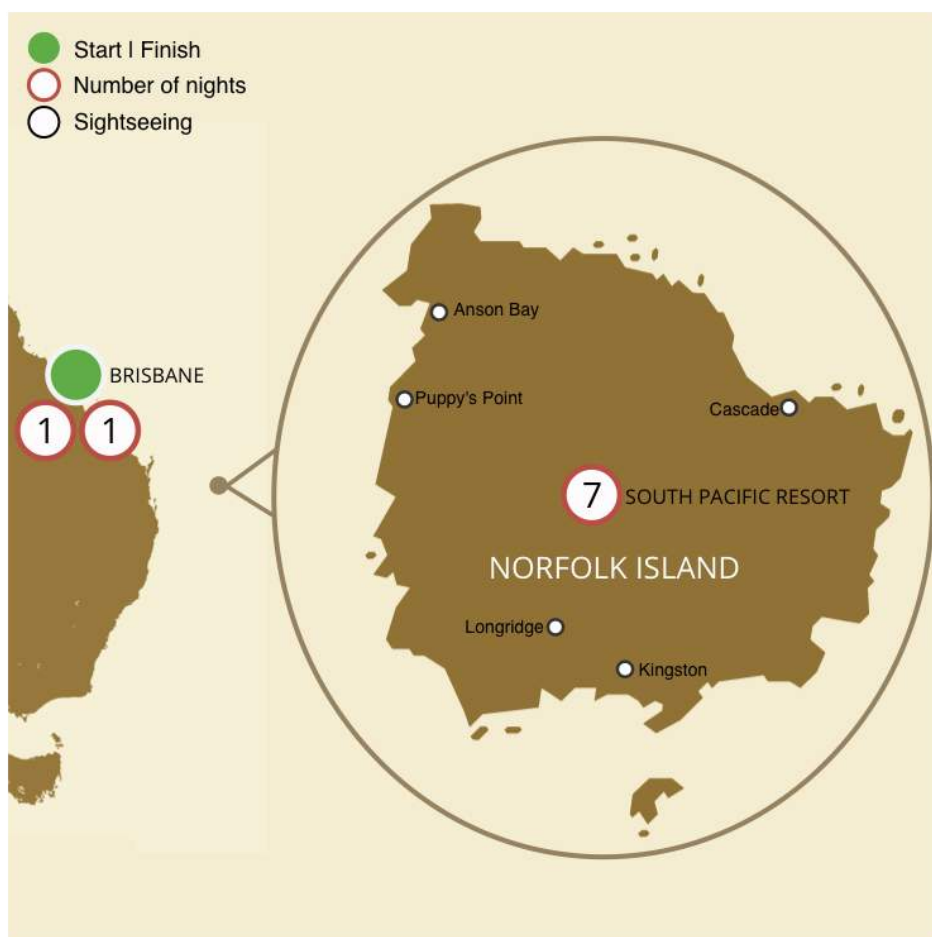 Start I Finish
Number of nights
Sightseeing
Anson Bay
BRISBANE
Puppy's Point
Cascade
1
1
7
SOUTH PACIFIC RESORT
NORFOLK ISLAND
Longridge
Kingston